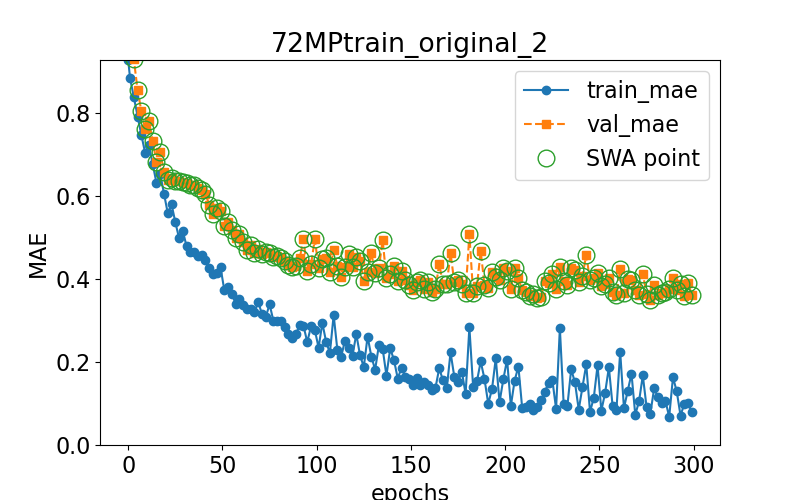 72MPtrain_original_2
train_mae
val_mae
SWA point
MAE
0.8
0.6
0.4
0.2
0.0
0 50 100 150 200 250 300
epochs